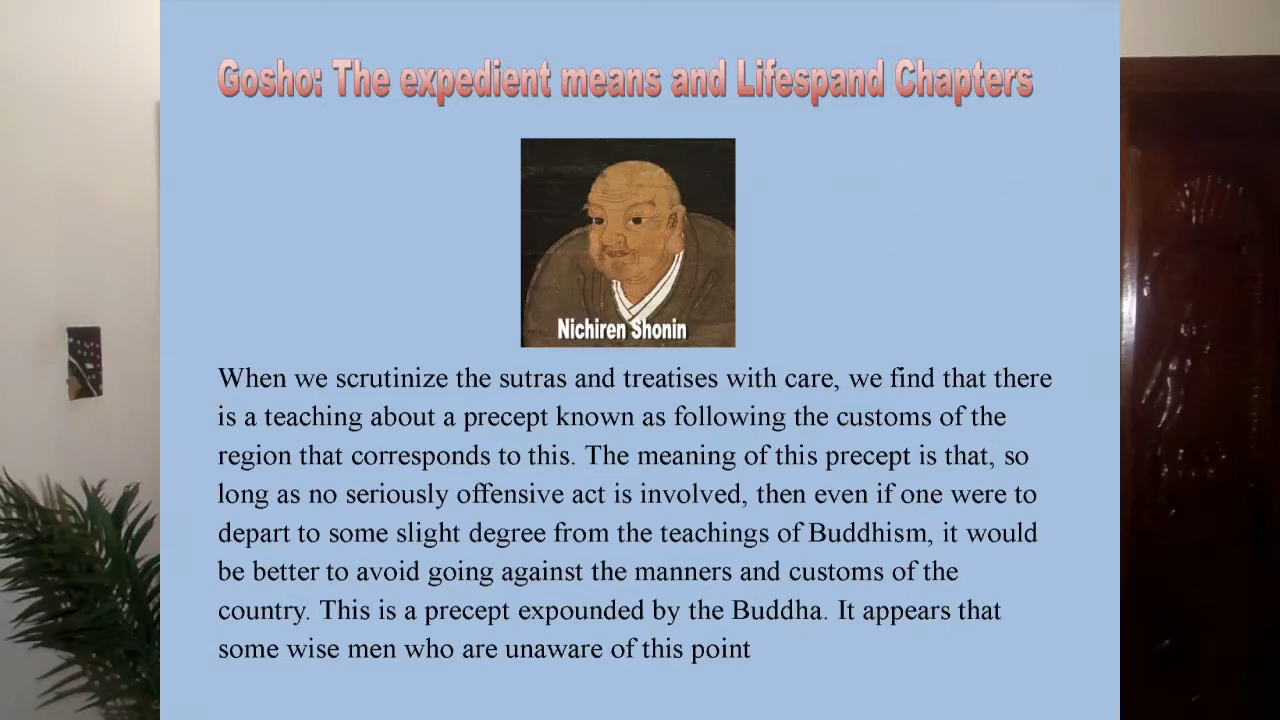 Gosho: The expedient means and Lifespand Chapters
Nichiren Shonin
When we scrutinize the sutras and treatises with care, we find that there
is a teaching about a precept known as following the customs of the
region that corresponds to this. The meaning of this precept is that, so
long as no seriously offensive act is involved, then even if one were to
depart to some slight degree from the teachings of Buddhism, it would
be better to avoid going against the manners and customs of the
country. This is a precept expounded by the Buddha. It appears that
some wise men who are unaware of this point